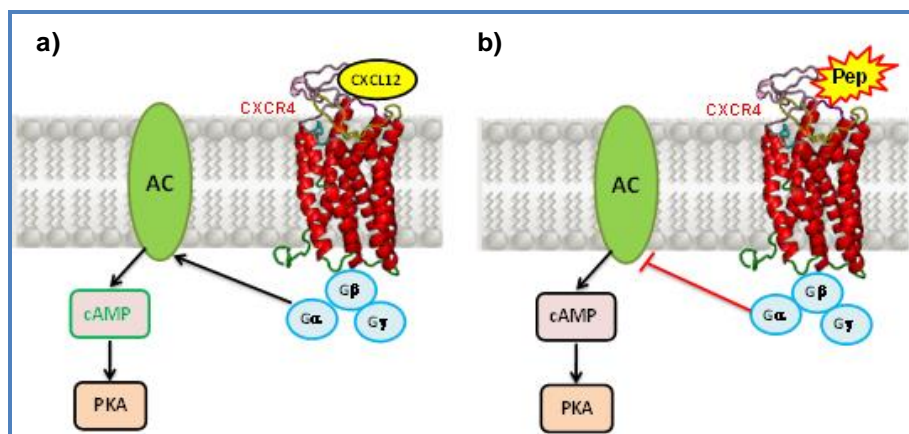 a)
CXCL12
CXCR4
AC
Gβ
Gα
Gγ
cAMP
PKA
b)
Pep
CXCR4
AC
Gβ
Gα
Gγ
cAMP
PKA